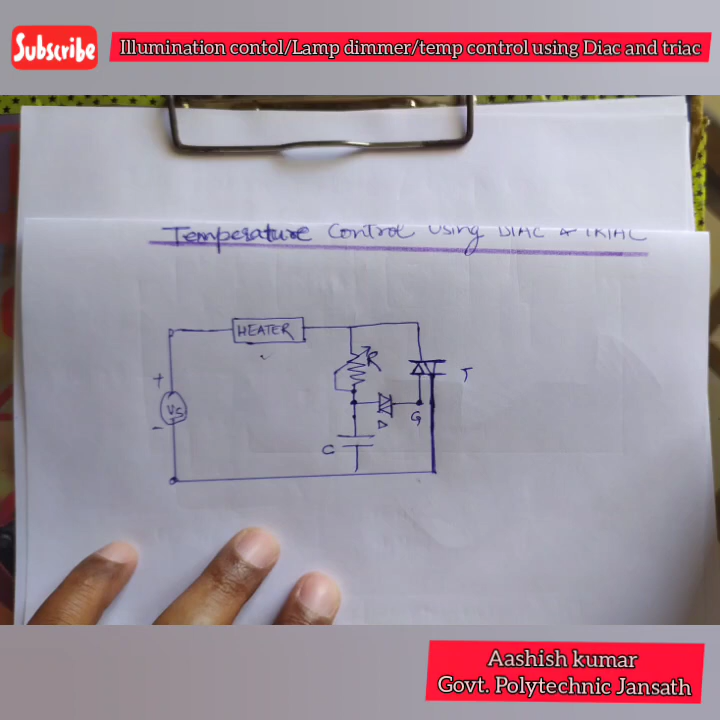 Subscribe
Illumination contol/Lamp dimmer/temp control using Diac and triac
Temperature Control Using DIAC & TRIAC
HEATER
R
T
+
Vs
-
D
G
C
Aashish kumar
Govt. Polytechnic Jansath